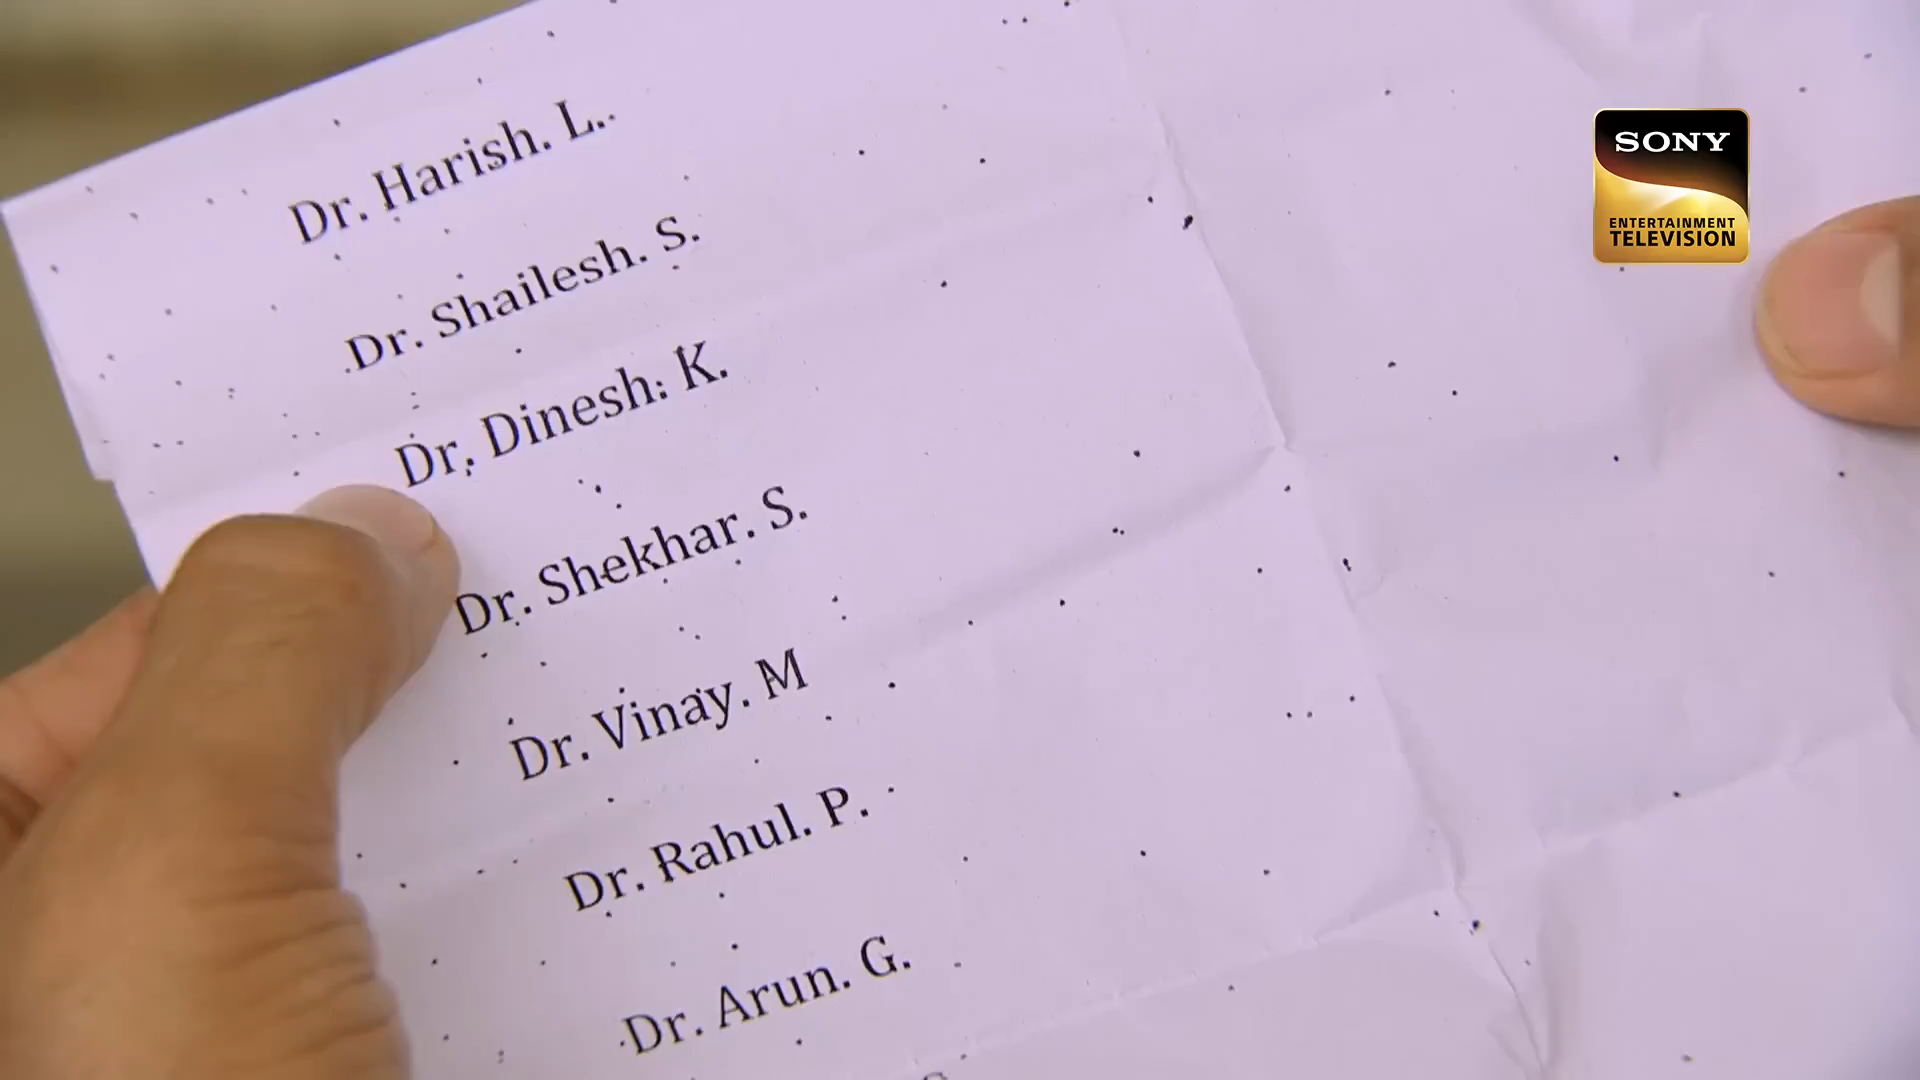 Dr. Harish. L.
Dr. Shailesh. S.
Dr. Dinesh. K.
Dr. Shekhar. S.
Dr. Vinay. M
Dr. Rahul. P.
Dr. Arun. G.
SONY
ENTERTAINMENT
TELEVISION